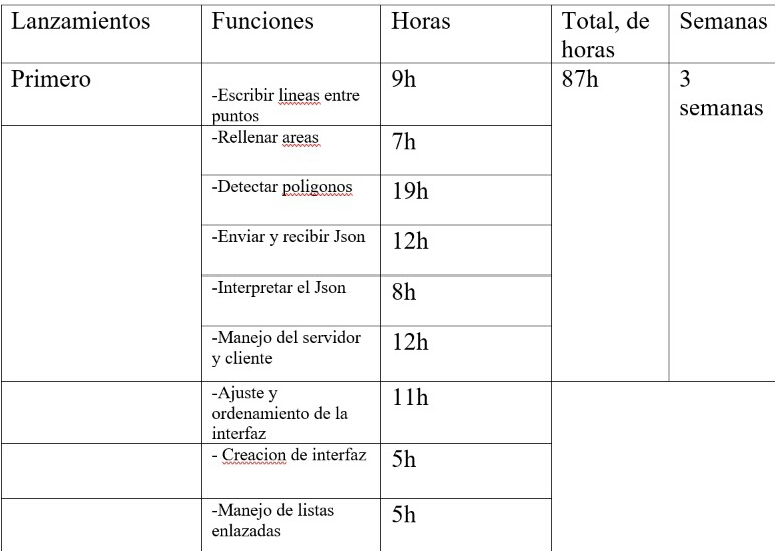 Lanzamientos Funciones Horas Total, de horas Semanas
Primero -Escribir lineas entre puntos 9h 87h 3 semanas
-Rellenar areas 7h
-Detectar poligonos 19h
-Enviar y recibir Json 12h
-Interpretar el Json 8h
-Manejo del servidor y cliente 12h
-Ajuste y ordenamiento de la interfaz 11h
- Creacion de interfaz 5h
-Manejo de listas enlazadas 5h